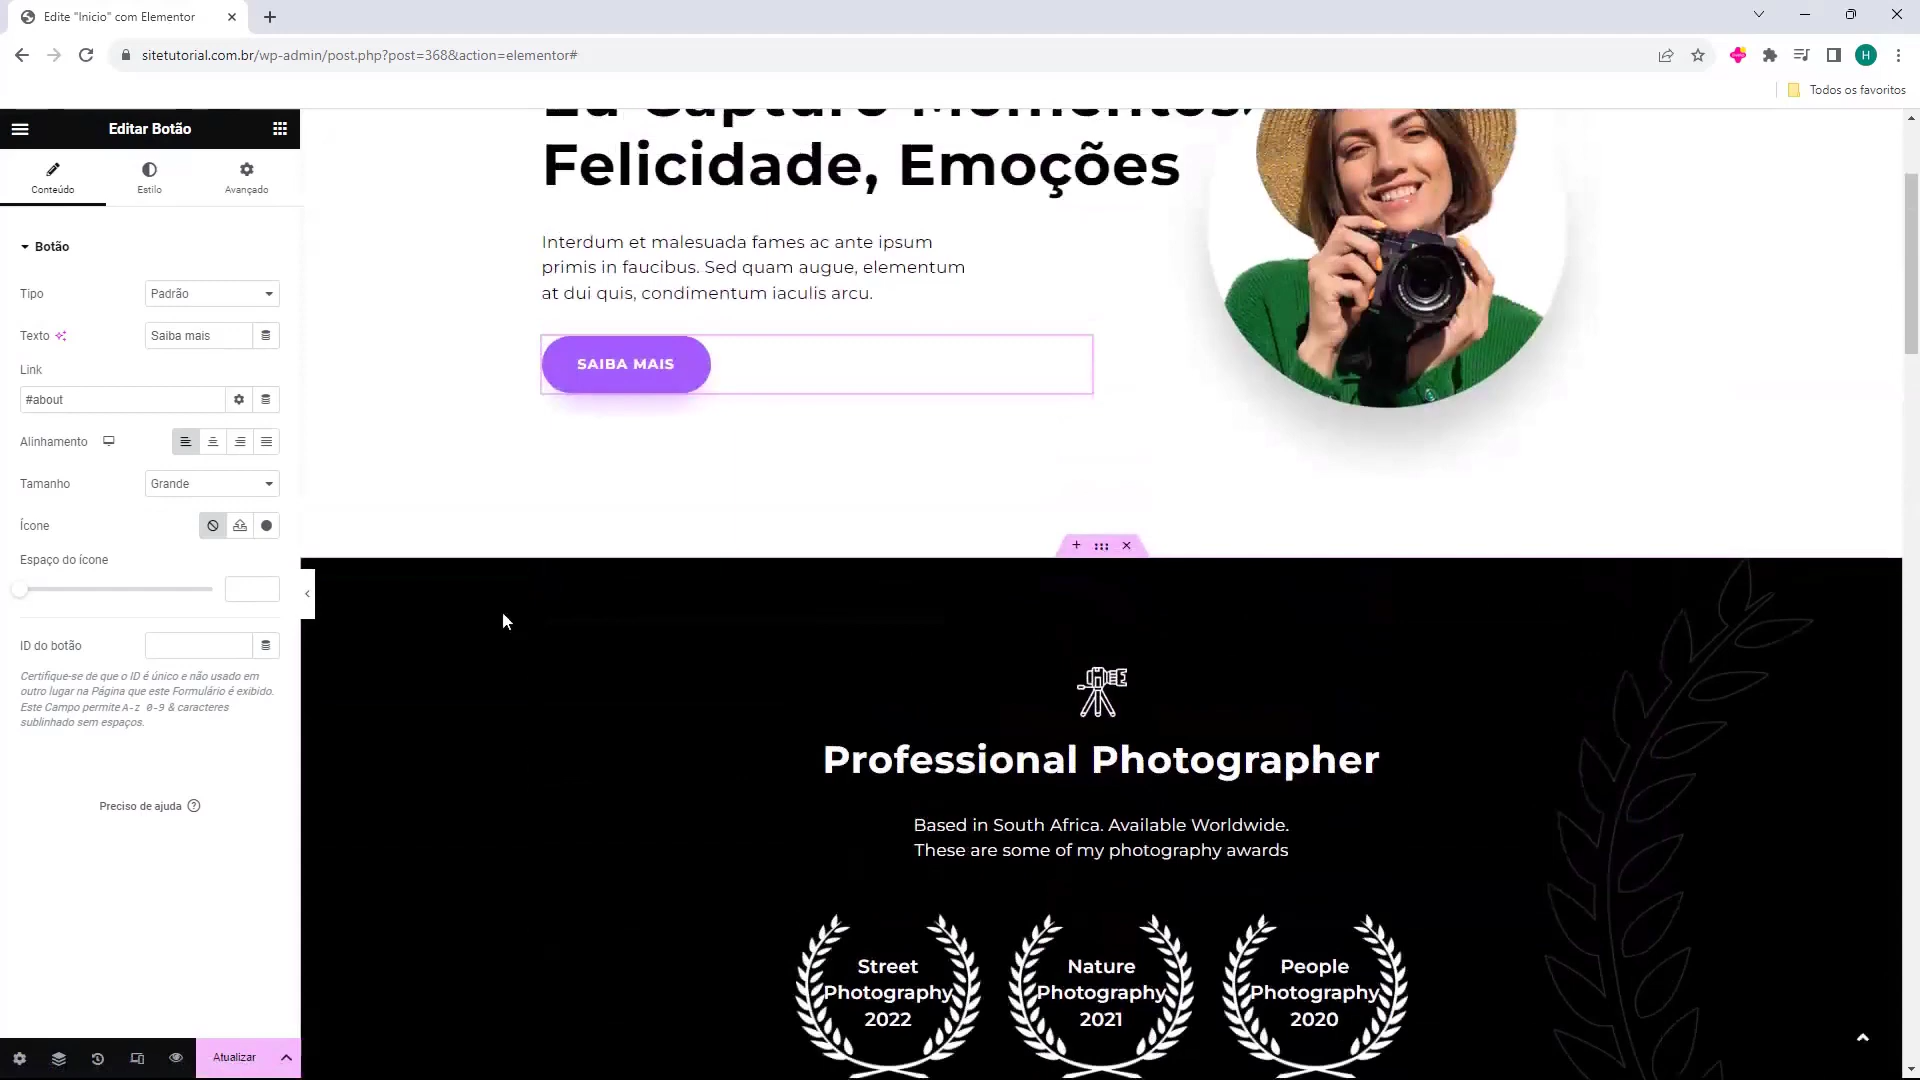 Edite "Inicio" com Elementor
sitetutorial.com.br/wp-admin/post.php?post=368&action=elementor#
H
Todos os favoritos
Editar Botão
Conteúdo
Estilo
Avançado
Botão
Tipo
Padrão
Texto
Saiba mais
Link
#about
Alinhamento
Tamanho
Grande
Ícone
Espaço do ícone
ID do botão
Certifique-se de que o ID é único e não usado em
outro lugar na Página que este Formulário é exibido.
Este Campo permite A-z 0-9 & caracteres
sublinhado sem espaços.
Preciso de ajuda
Atualizar
Eu Capturo Momentos,
Felicidade, Emoções
Interdum et malesuada fames ac ante ipsum
primis in faucibus. Sed quam augue, elementum
at dui quis, condimentum iaculis arcu.
SAIBA MAIS
Professional Photographer
Based in South Africa. Available Worldwide.
These are some of my photography awards
Street
Photography
2022
Nature
Photography
2021
People
Photography
2020